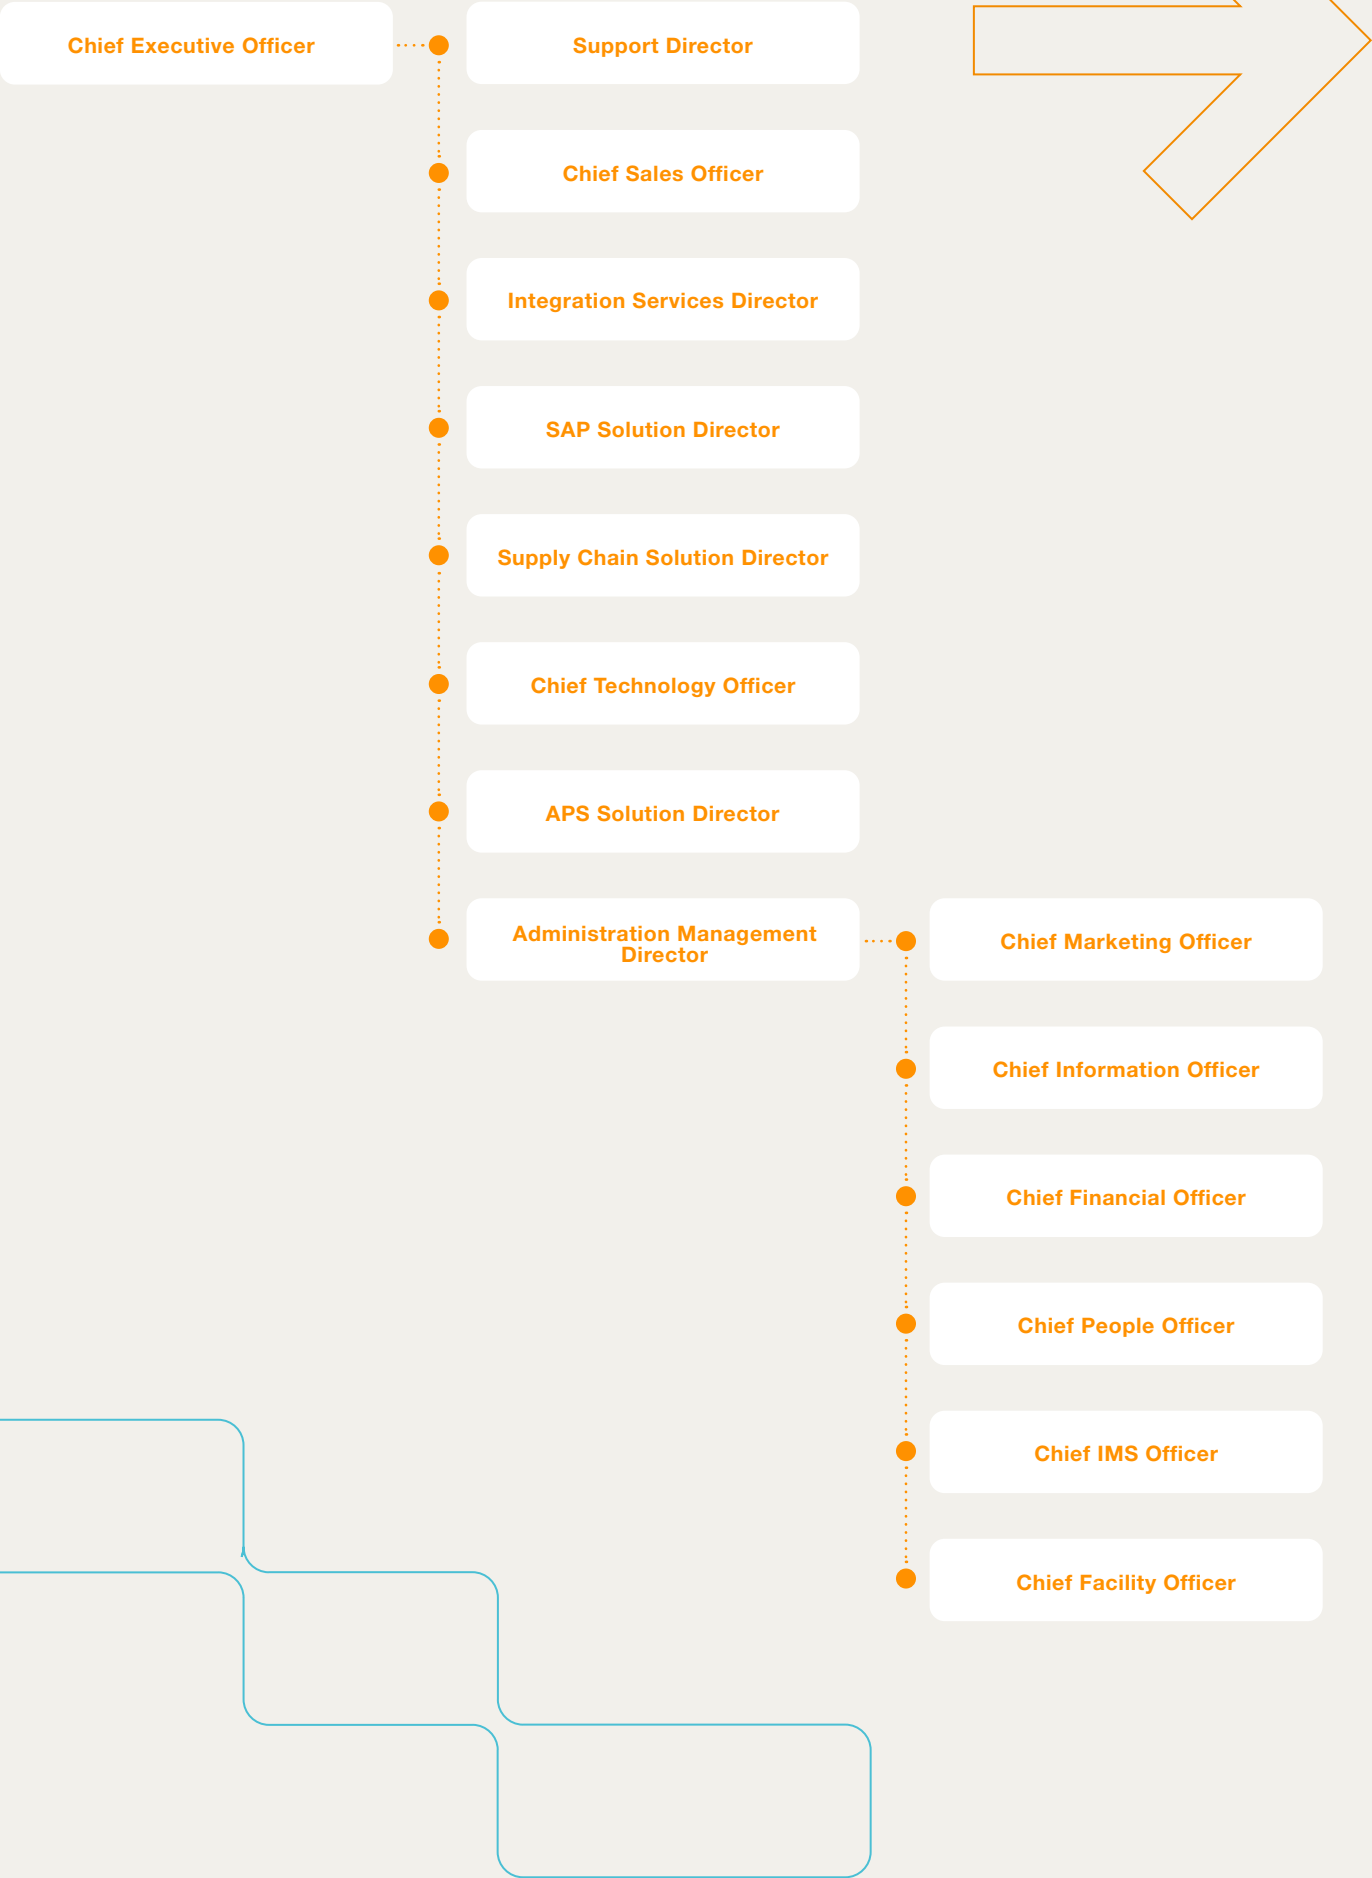 Chief Executive Officer
Support Director
Chief Sales Officer
Integration Services Director
SAP Solution Director
Supply Chain Solution Director
Chief Technology Officer
APS Solution Director
Administration Management
Director
Chief Marketing Officer
Chief Information Officer
Chief Financial Officer
Chief People Officer
Chief IMS Officer
Chief Facility Officer